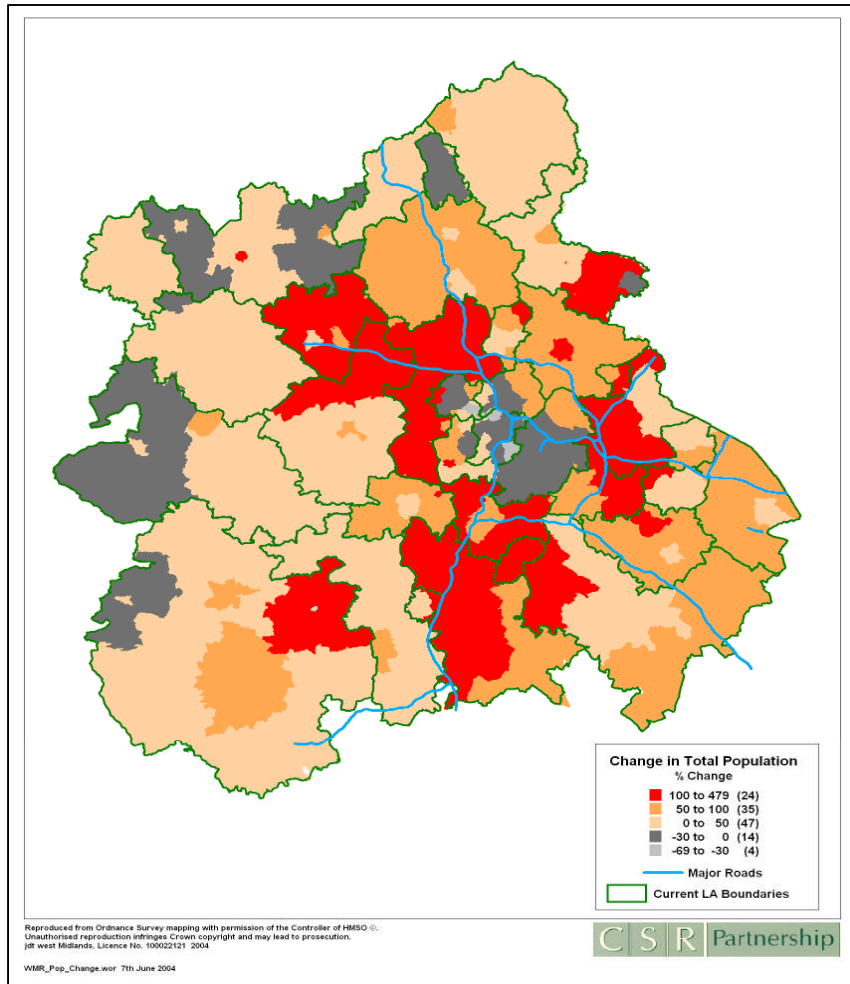 Change in Total Population
% Change
100 to 479 (24)
50 to 100 (35)
0 to 50 (47)
-30 to 0 (14)
-69 to -30 (4)
Major Roads
Current LA Boundaries
Reproduced from Ordnance Survey mapping with permission of the Controller of HMSO ©.
Unauthorised reproduction infringes Crown copyright and may lead to prosecution.
jdt west Midlands, Licence No. 100022121 2004
WMR_Pop_Change.wor 7th June 2004
CSR Partnership